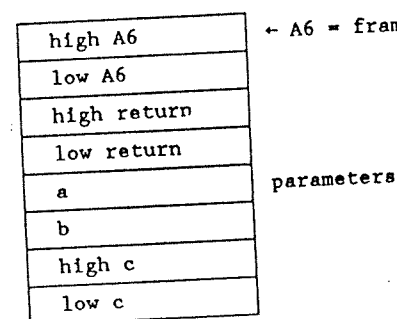 high A6 ← A6 = fram
low A6
high return
low return
a parameters
b
high c
low c